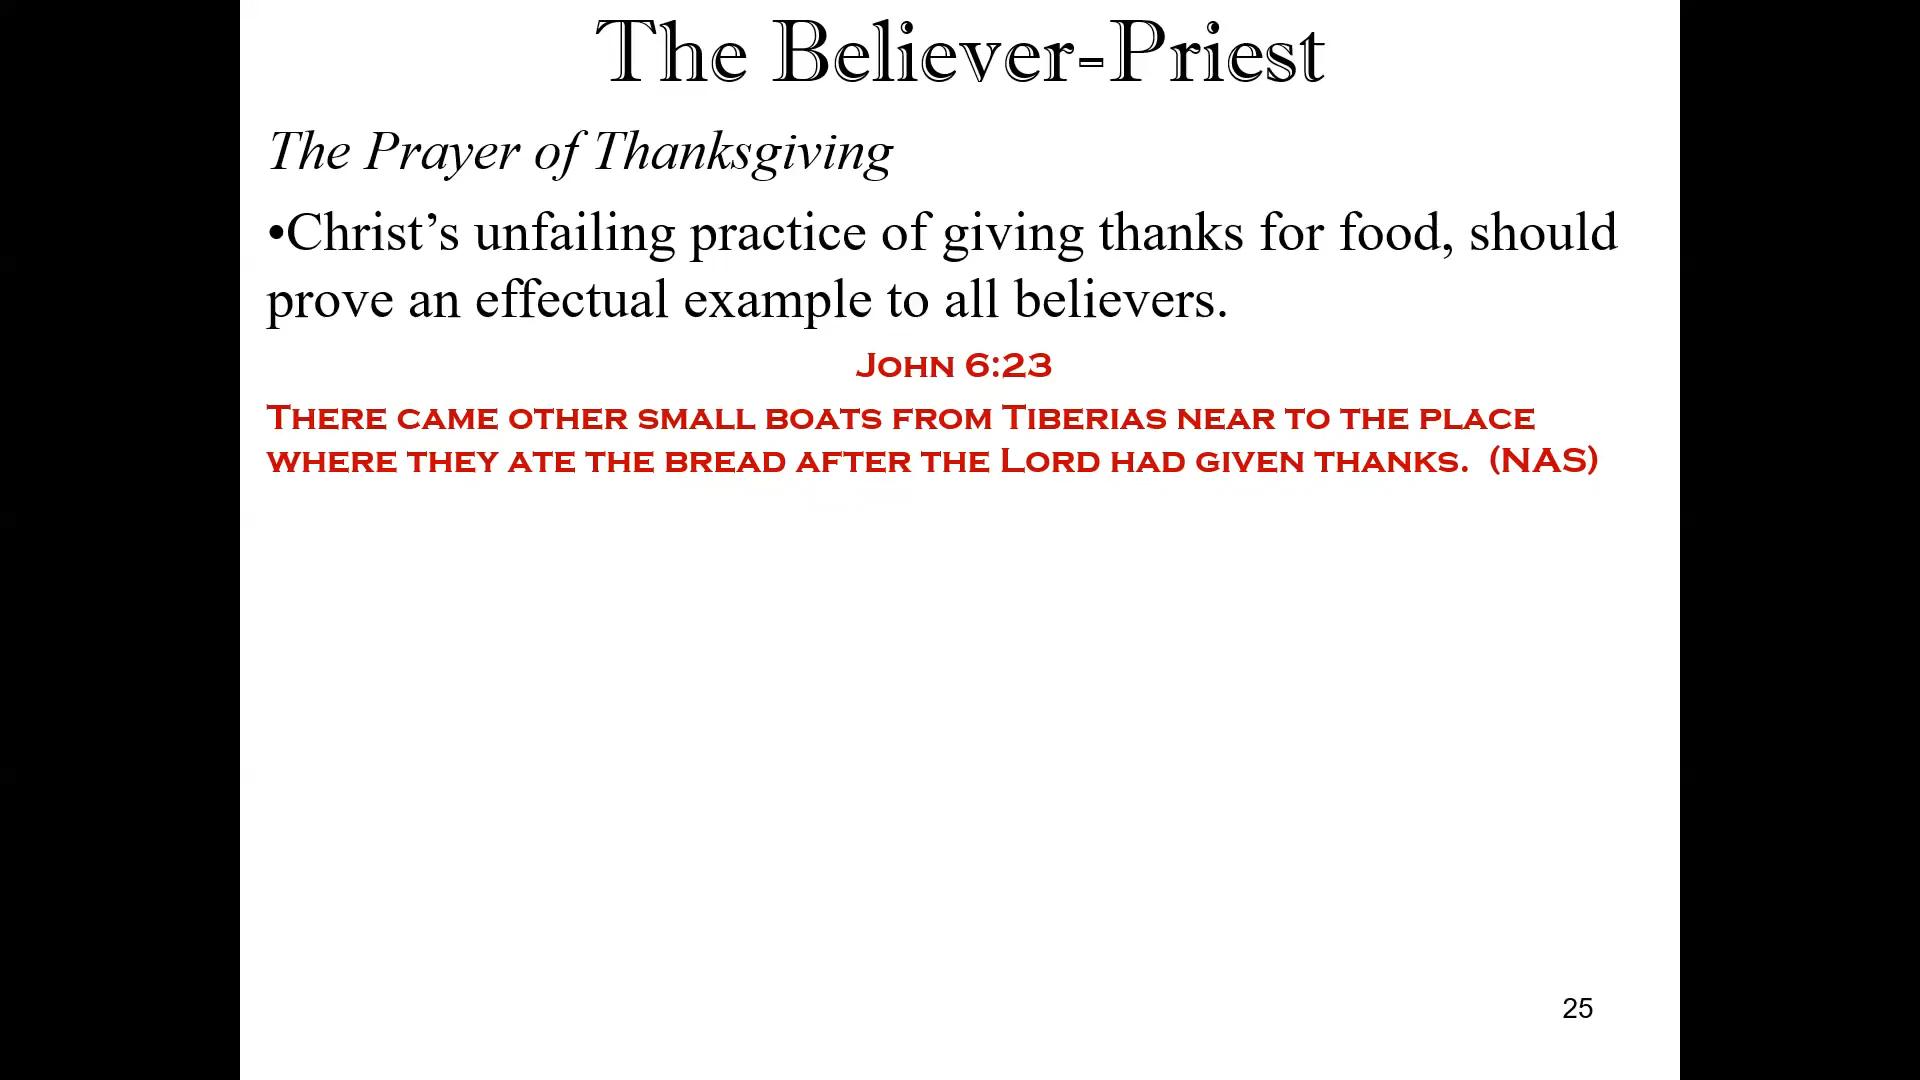 The Believer-Priest
The Prayer of Thanksgiving
•Christ’s unfailing practice of giving thanks for food, should
prove an effectual example to all believers.
John 6:23
There came other small boats from Tiberias near to the place
where they ate the bread after the Lord had given thanks.  (NAS)
25